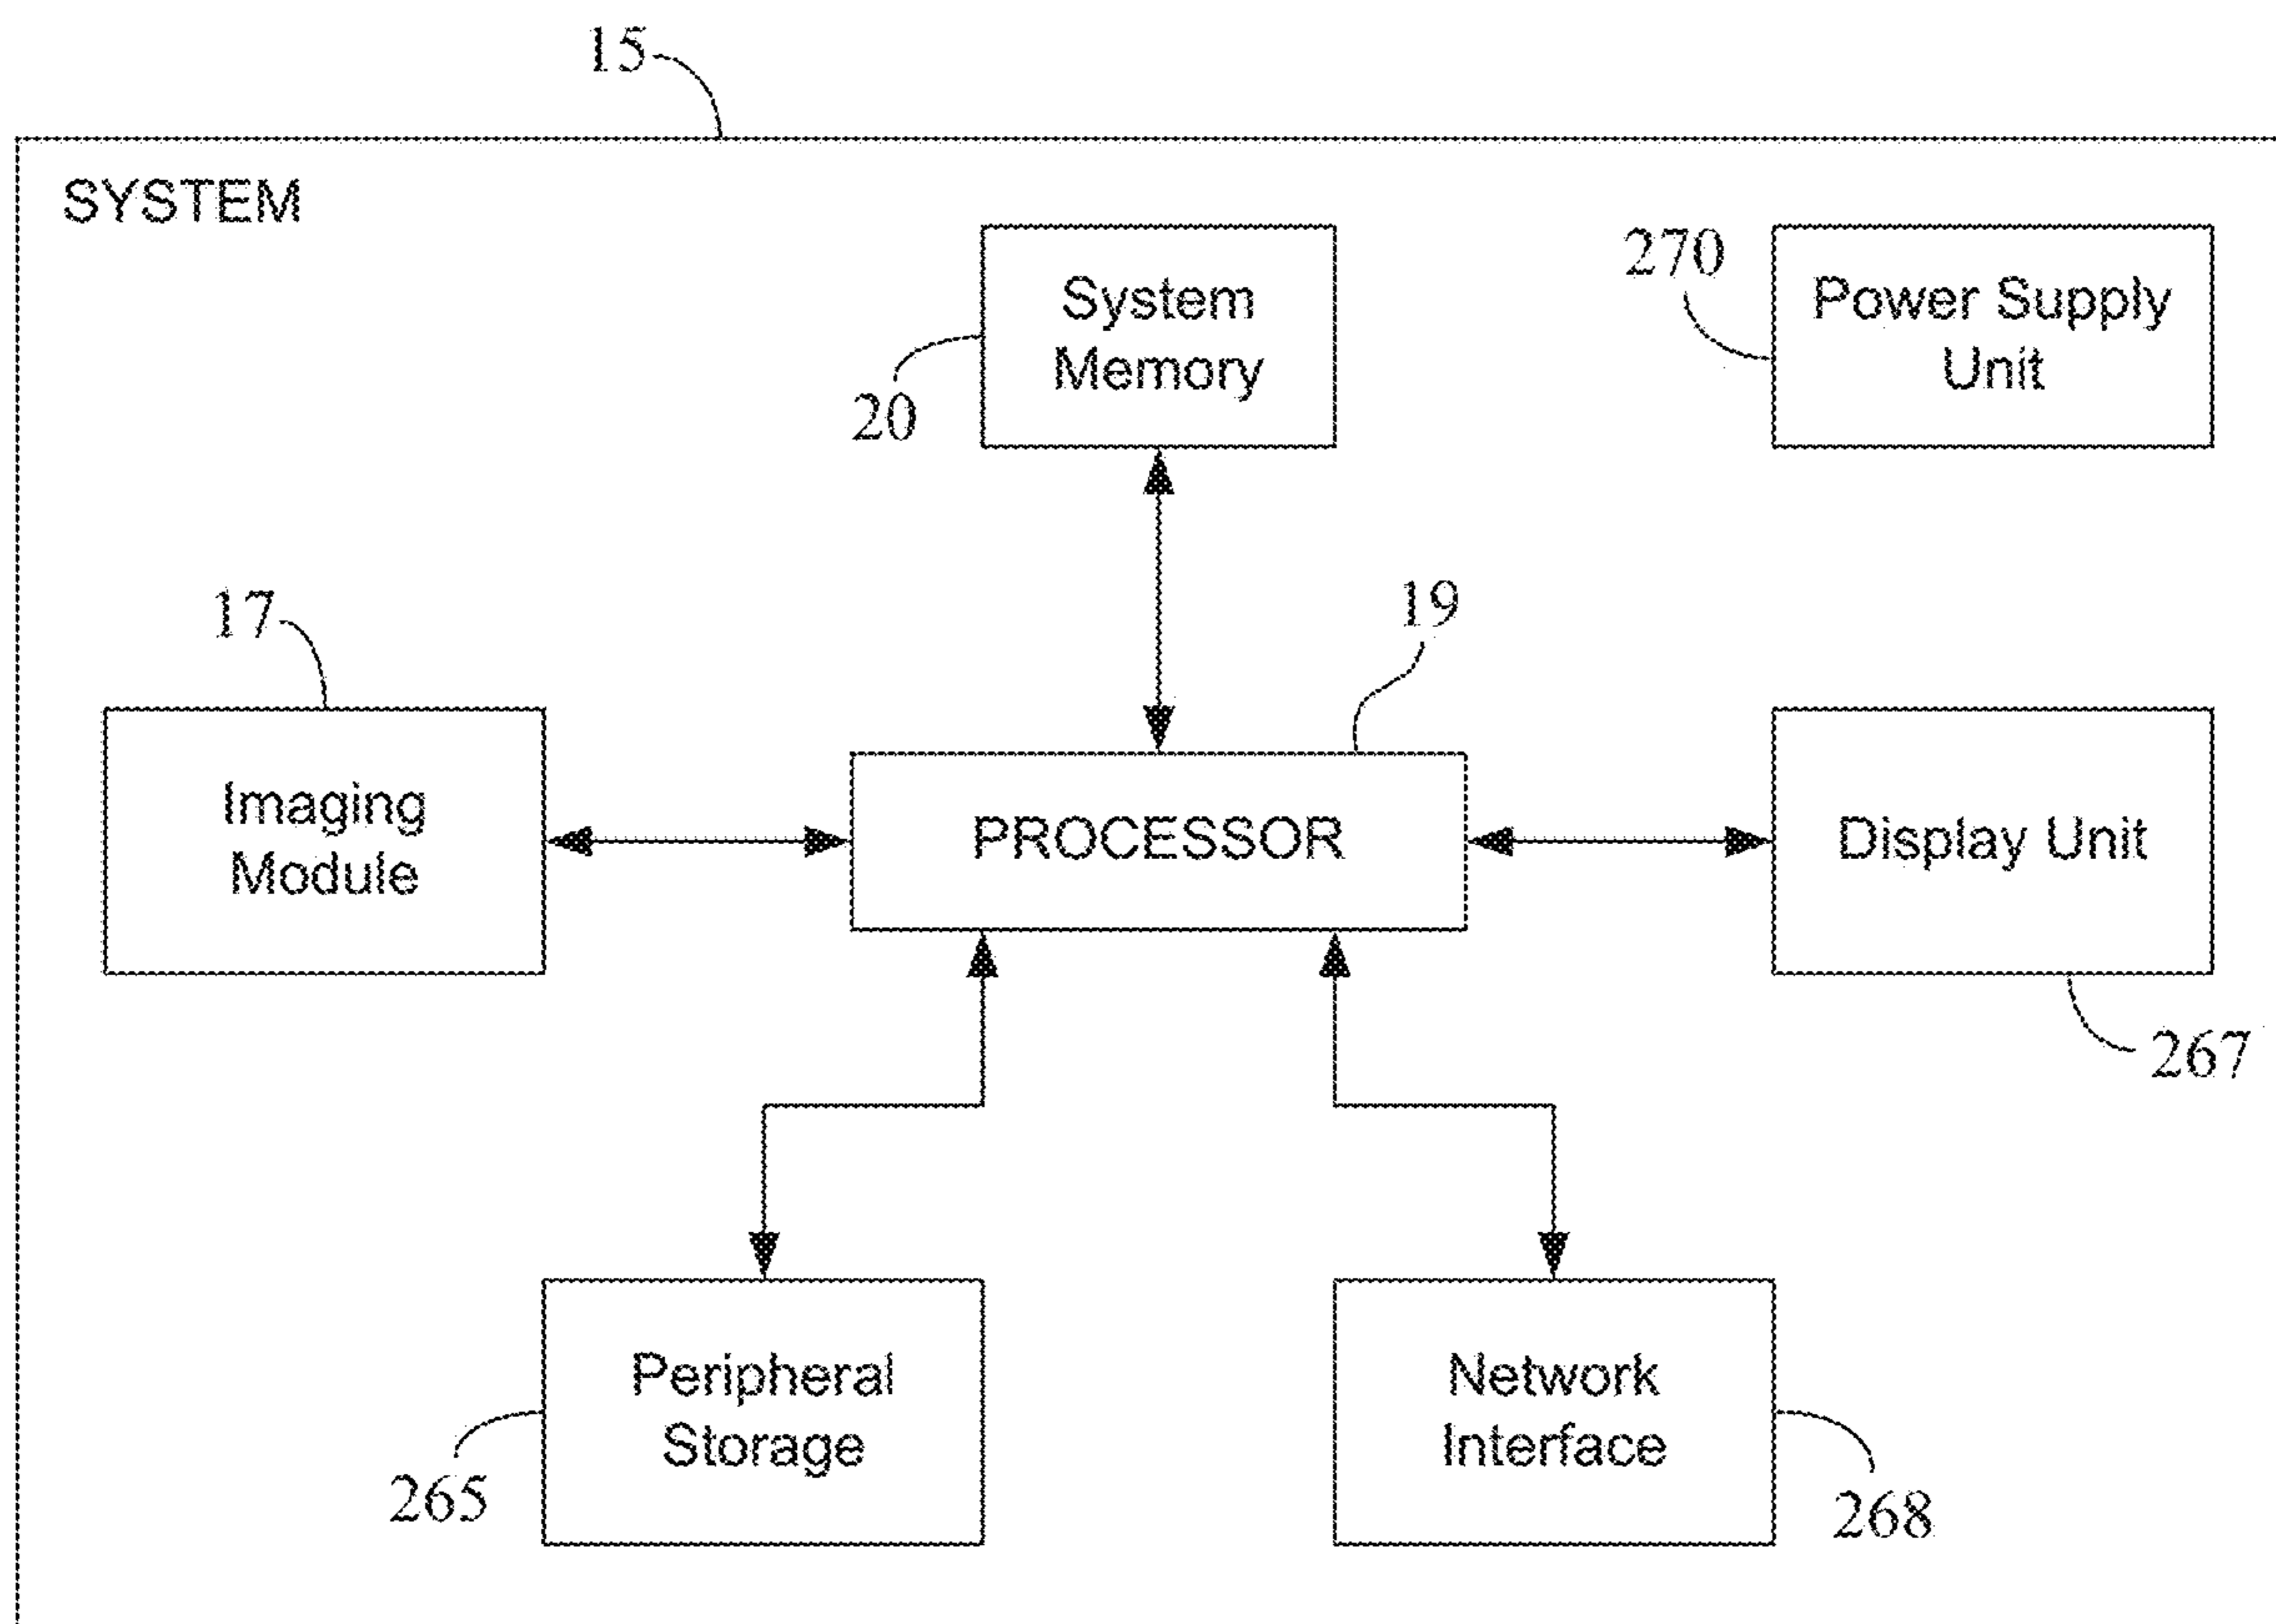 15
SYSTEM
System
Memory
20
270
Power Supply
Unit
17
19
Imaging
Module
PROCESSOR
Display Unit
267
Peripheral
Storage
265
Network
Interface
268